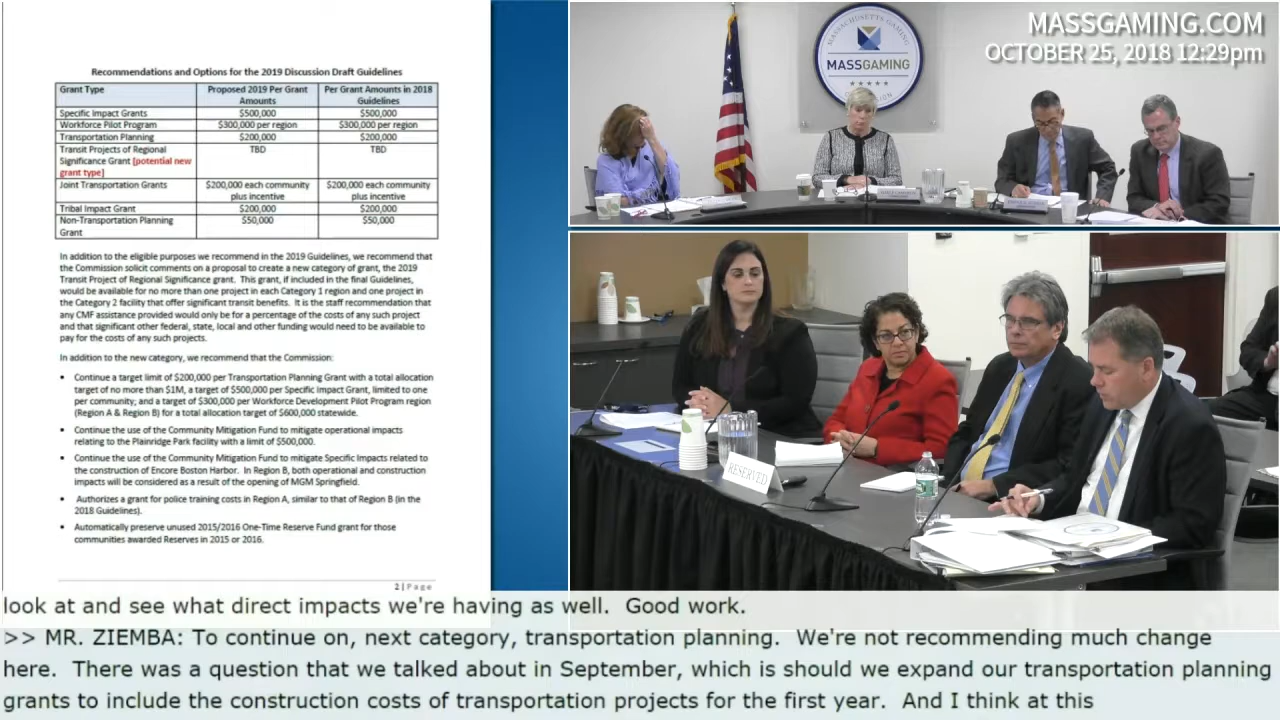 Recommendations and Options for the 2019 Discussion Draft Guidelines
Grant Type
Proposed 2019 Per Grant Amounts
Per Grant Amounts in 2018 Guidelines
Specific Impact Grants $500,000 $500,000
Workforce Pilot Program $300,000 per region $300,000 per region
Transportation Planning $200,000 $200,000
Transit Projects of Regional TBD TBD
Significance Grant [potential new
grant type]
Joint Transportation Grants $200,000 each community $200,000 each community
plus incentive plus incentive
Tribal Impact Grant $200,000 $200,000
Non-Transportation Planning $50,000 $50,000
Grant
In addition to the eligible purposes we recommend in the 2019 Guidelines, we recommend that
the Commission solicit comments on a proposal to create a new category of grant, the 2019
Transit Project of Regional Significance grant. This grant, if included in the final Guidelines,
would be available for no more than one project in each Category 1 region and one project in
the Category 2 facility that offer significant transit benefits. It is the staff recommendation that
any CMF assistance provided would only be for a percentage of the costs of any such project
and that significant other federal, state, local and other funding would need to be available to
pay for the costs of any such projects.
In addition to the new category, we recommend that the Commission:
• Continue a target limit of $200,000 per Transportation Planning Grant with a total allocation
target of no more than $1M, a target of $500,000 per Specific Impact Grant, limited to one
per community; and a target of $300,000 per Workforce Development Pilot Program region
(Region A & Region B) for a total allocation target of $600,000 statewide.
• Continue the use of the Community Mitigation Fund to mitigate operational impacts
relating to the Plainridge Park facility with a limit of $500,000.
• Continue the use of the Community Mitigation Fund to mitigate Specific Impacts related to
the construction of Encore Boston Harbor. In Region B, both operational and construction
impacts will be considered as a result of the opening of MGM Springfield.
• Authorizes a grant for police training costs in Region A, similar to that of Region B (in the
2018 Guidelines).
• Automatically preserve unused 2015/2016 One-Time Reserve Fund grant for those
communities awarded Reserves in 2015 or 2016.
2 | Page
MASSACHUSETTS GAMING
MASSGAMING
MASSGAMING.COM
OCTOBER 25, 2018 12:29pm
RESERVED
look at and see what direct impacts we're having as well. Good work.
>> MR. ZIEMBA: To continue on, next category, transportation planning. We're not recommending much change
here. There was a question that we talked about in September, which is should we expand our transportation planning
grants to include the construction costs of transportation projects for the first year. And I think at this